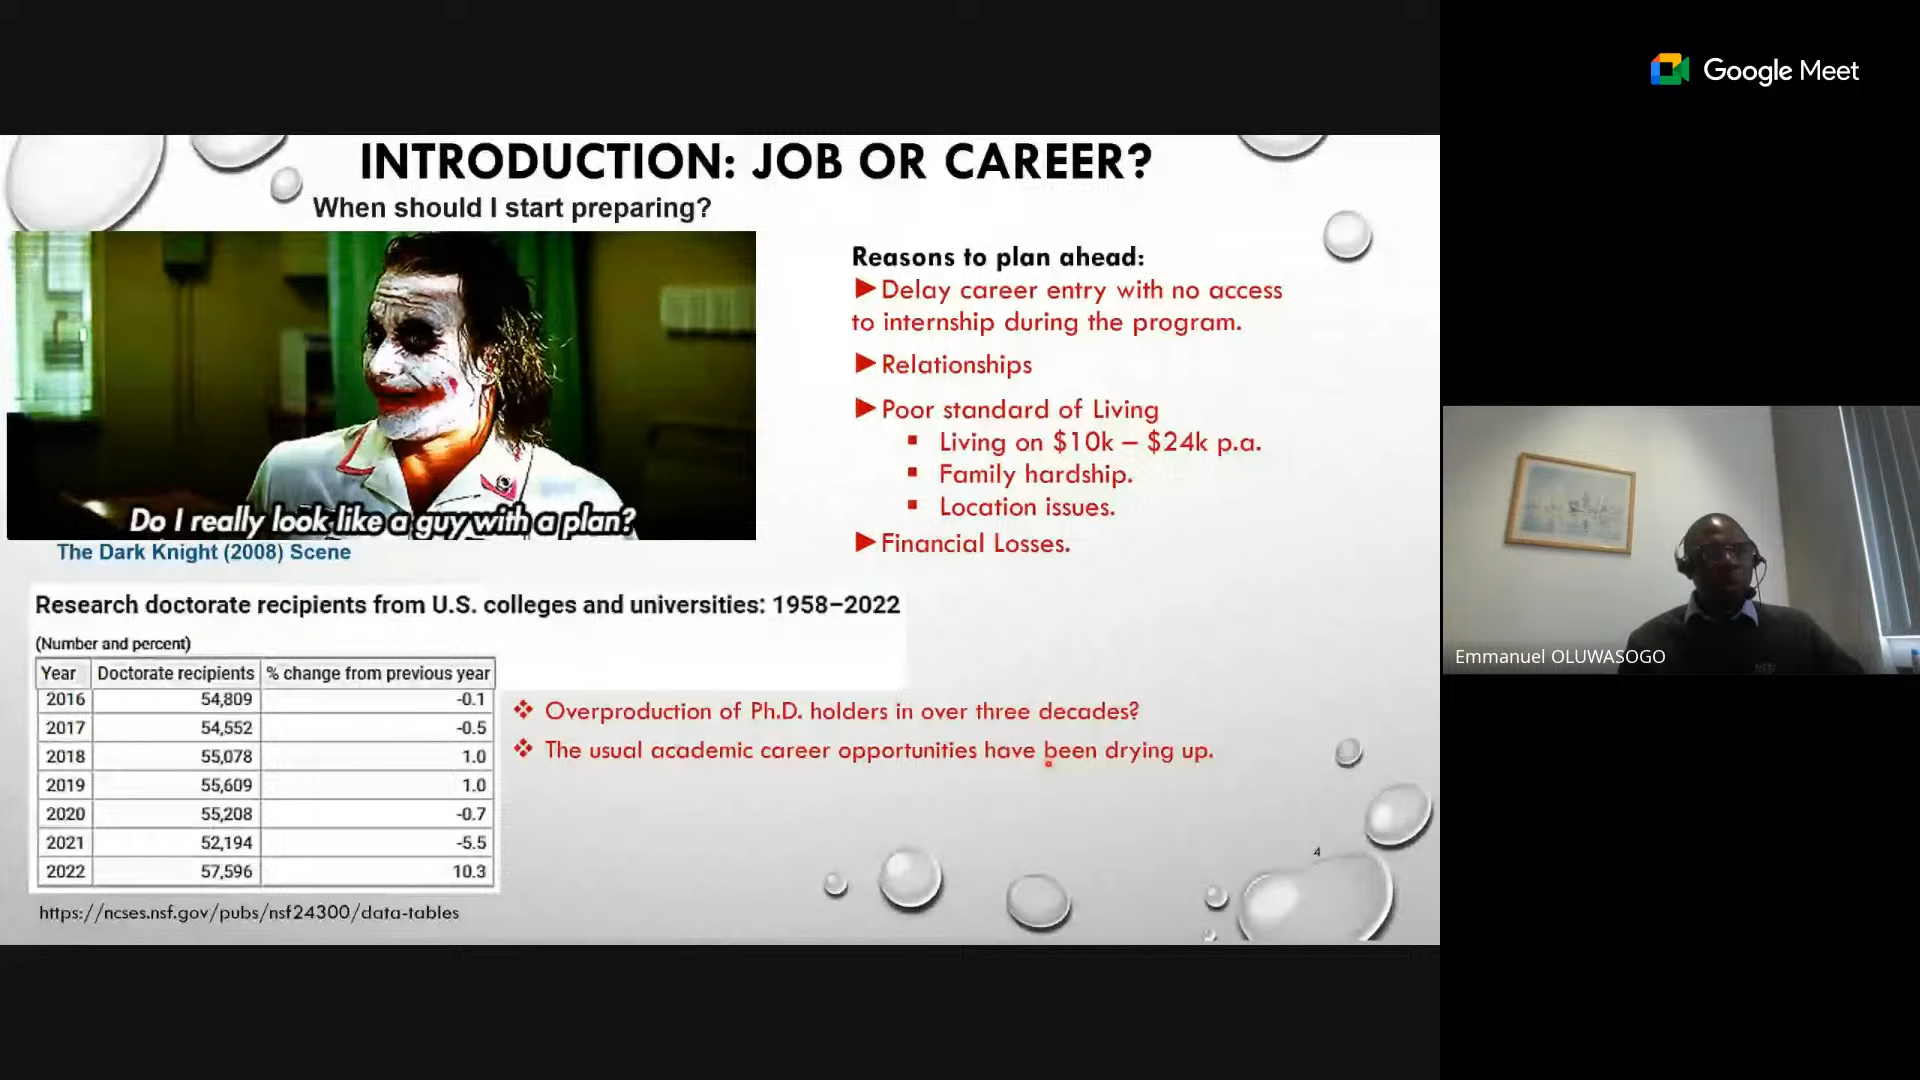 Google Meet
INTRODUCTION: JOB OR CAREER?
When should I start preparing?
Do I really look like a guy with a plan?
The Dark Knight (2008) Scene
Reasons to plan ahead:
►Delay career entry with no access
to internship during the program.
►Relationships
►Poor standard of Living
▪ Living on $10k – $24k p.a.
▪ Family hardship.
▪ Location issues.
►Financial Losses.
Research doctorate recipients from U.S. colleges and universities: 1958–2022
(Number and percent)
Year Doctorate recipients % change from previous year
2016 54,809 -0.1
2017 54,552 -0.5
2018 55,078 1.0
2019 55,609 1.0
2020 55,208 -0.7
2021 52,194 -5.5
2022 57,596 10.3
❖ Overproduction of Ph.D. holders in over three decades?
❖ The usual academic career opportunities have been drying up.
4
https://ncses.nsf.gov/pubs/nsf24300/data-tables
Emmanuel OLUWASOGO